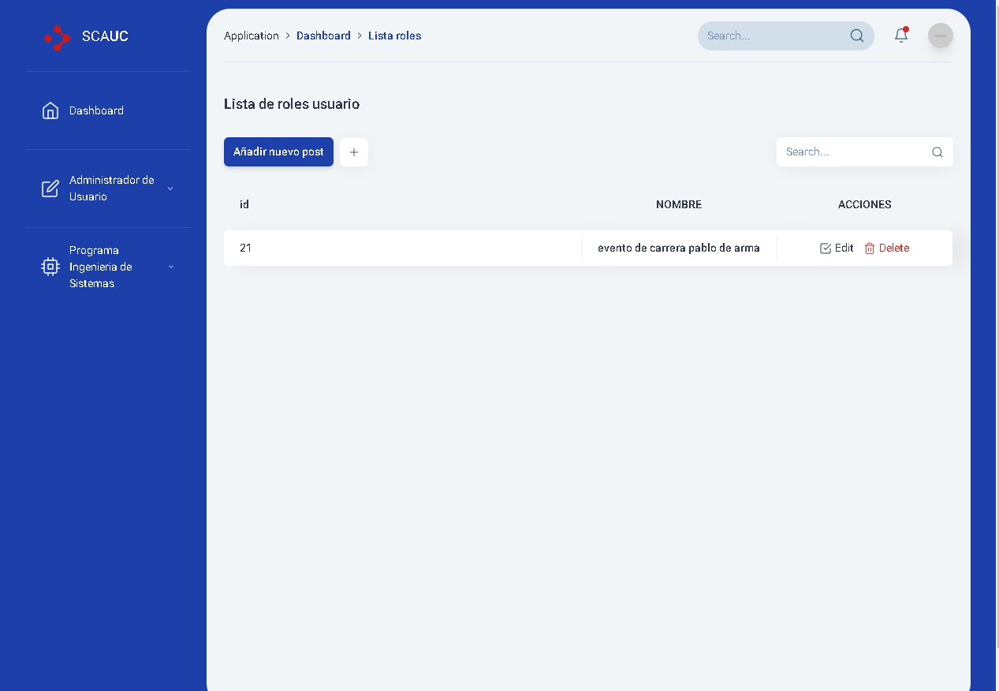 SCAUC
Application > Dashboard > Lista roles
Search...
Dashboard
Administrador de
Usuario
Programa
Ingenieria de
Sistemas
Lista de roles usuario
Añadir nuevo post
+
Search...
id NOMBRE ACCIONES
21 evento de carrera pablo de arma Edit Delete